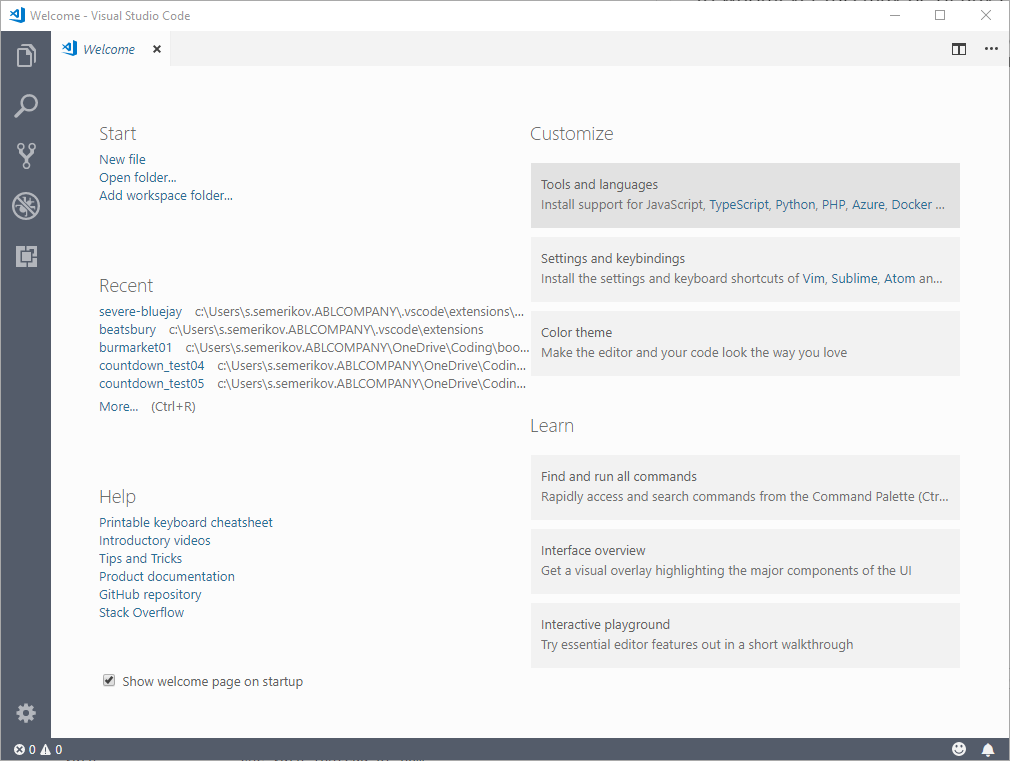 Welcome - Visual Studio Code
Welcome
Start
New file
Open folder...
Add workspace folder...
Recent
severe-bluejay c:\Users\s.semerikov.ABLCOMPANY\.vscode\extensions\...
beatsbury c:\Users\s.semerikov.ABLCOMPANY\.vscode\extensions
burmarket01 c:\Users\s.semerikov.ABLCOMPANY\OneDrive\Coding\boo...
countdown_test04 c:\Users\s.semerikov.ABLCOMPANY\OneDrive\Codin...
countdown_test05 c:\Users\s.semerikov.ABLCOMPANY\OneDrive\Codin...
More... (Ctrl+R)
Help
Printable keyboard cheatsheet
Introductory videos
Tips and Tricks
Product documentation
GitHub repository
Stack Overflow
Show welcome page on startup
Customize
Tools and languages
Install support for JavaScript, TypeScript, Python, PHP, Azure, Docker ...
Settings and keybindings
Install the settings and keyboard shortcuts of Vim, Sublime, Atom an...
Color theme
Make the editor and your code look the way you love
Learn
Find and run all commands
Rapidly access and search commands from the Command Palette (Ctr...
Interface overview
Get a visual overlay highlighting the major components of the UI
Interactive playground
Try essential editor features out in a short walkthrough
0 0